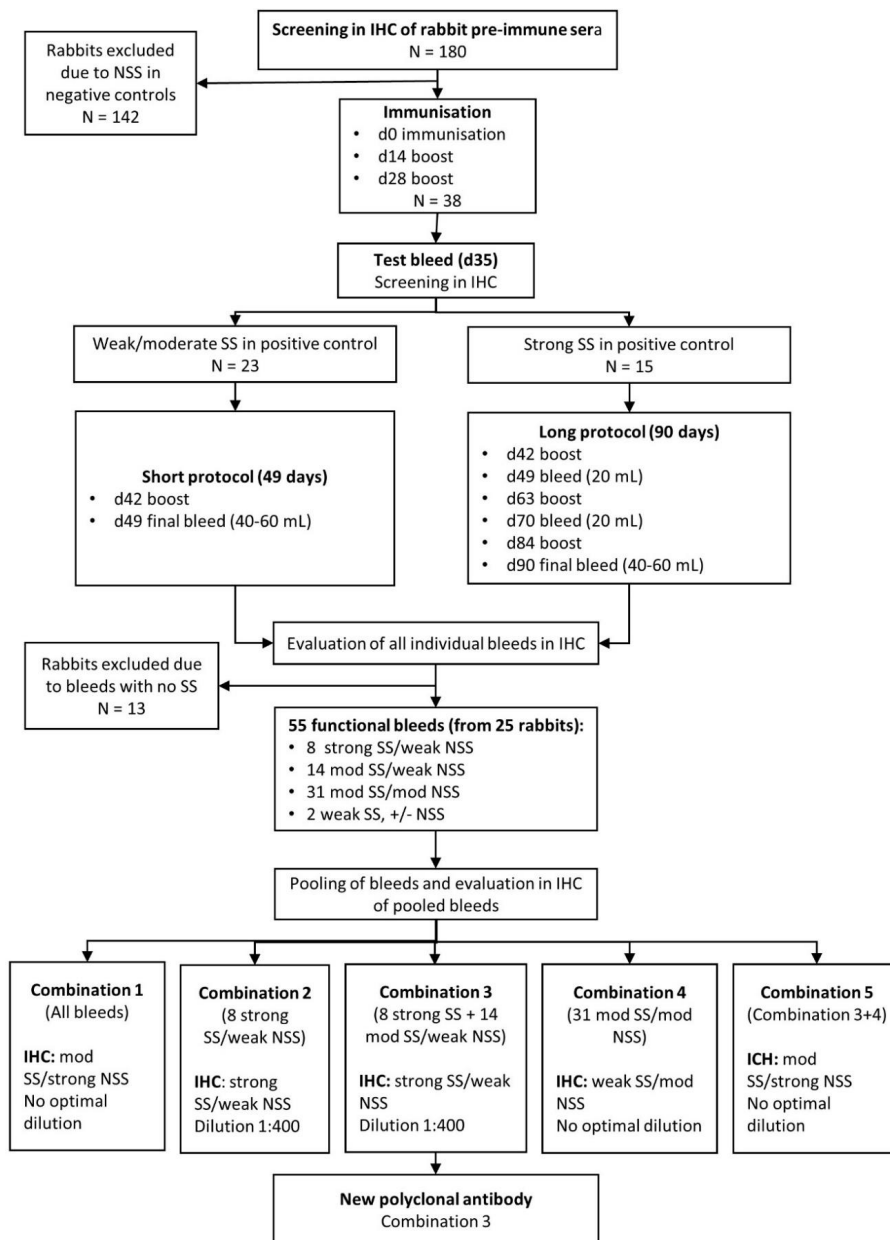 Screening in IHC of rabbit pre-immune sera
N = 180
Rabbits excluded
due to NSS in
negative controls
N = 142
Immunisation
• d0 immunisation
• d14 boost
• d28 boost
N = 38
Test bleed (d35)
Screening in IHC
Weak/moderate SS in positive control
N = 23
Strong SS in positive control
N = 15
Short protocol (49 days)
• d42 boost
• d49 final bleed (40-60 mL)
Long protocol (90 days)
• d42 boost
• d49 bleed (20 mL)
• d63 boost
• d70 bleed (20 mL)
• d84 boost
• d90 final bleed (40-60 mL)
Evaluation of all individual bleeds in IHC
Rabbits excluded due
to bleeds with no SS
N = 13
55 functional bleeds (from 25 rabbits):
• 8 strong SS/weak NSS
• 14 mod SS/weak NSS
• 31 mod SS/mod NSS
• 2 weak SS, +/- NSS
Pooling of bleeds and evaluation in IHC
of pooled bleeds
Combination 1
(All bleeds)
IHC: mod
SS/strong NSS
No optimal
dilution
Combination 2
(8 strong
SS/weak NSS)
IHC: strong
SS/weak NSS
Dilution 1:400
Combination 3
(8 strong SS + 14
mod SS/weak NSS)
IHC: strong SS/weak
NSS
Dilution 1:400
Combination 4
(31 mod SS/mod
NSS)
IHC: weak SS/mod
NSS
No optimal dilution
Combination 5
(Combination 3+4)
ICH: mod
SS/strong NSS
No optimal
dilution
New polyclonal antibody
Combination 3